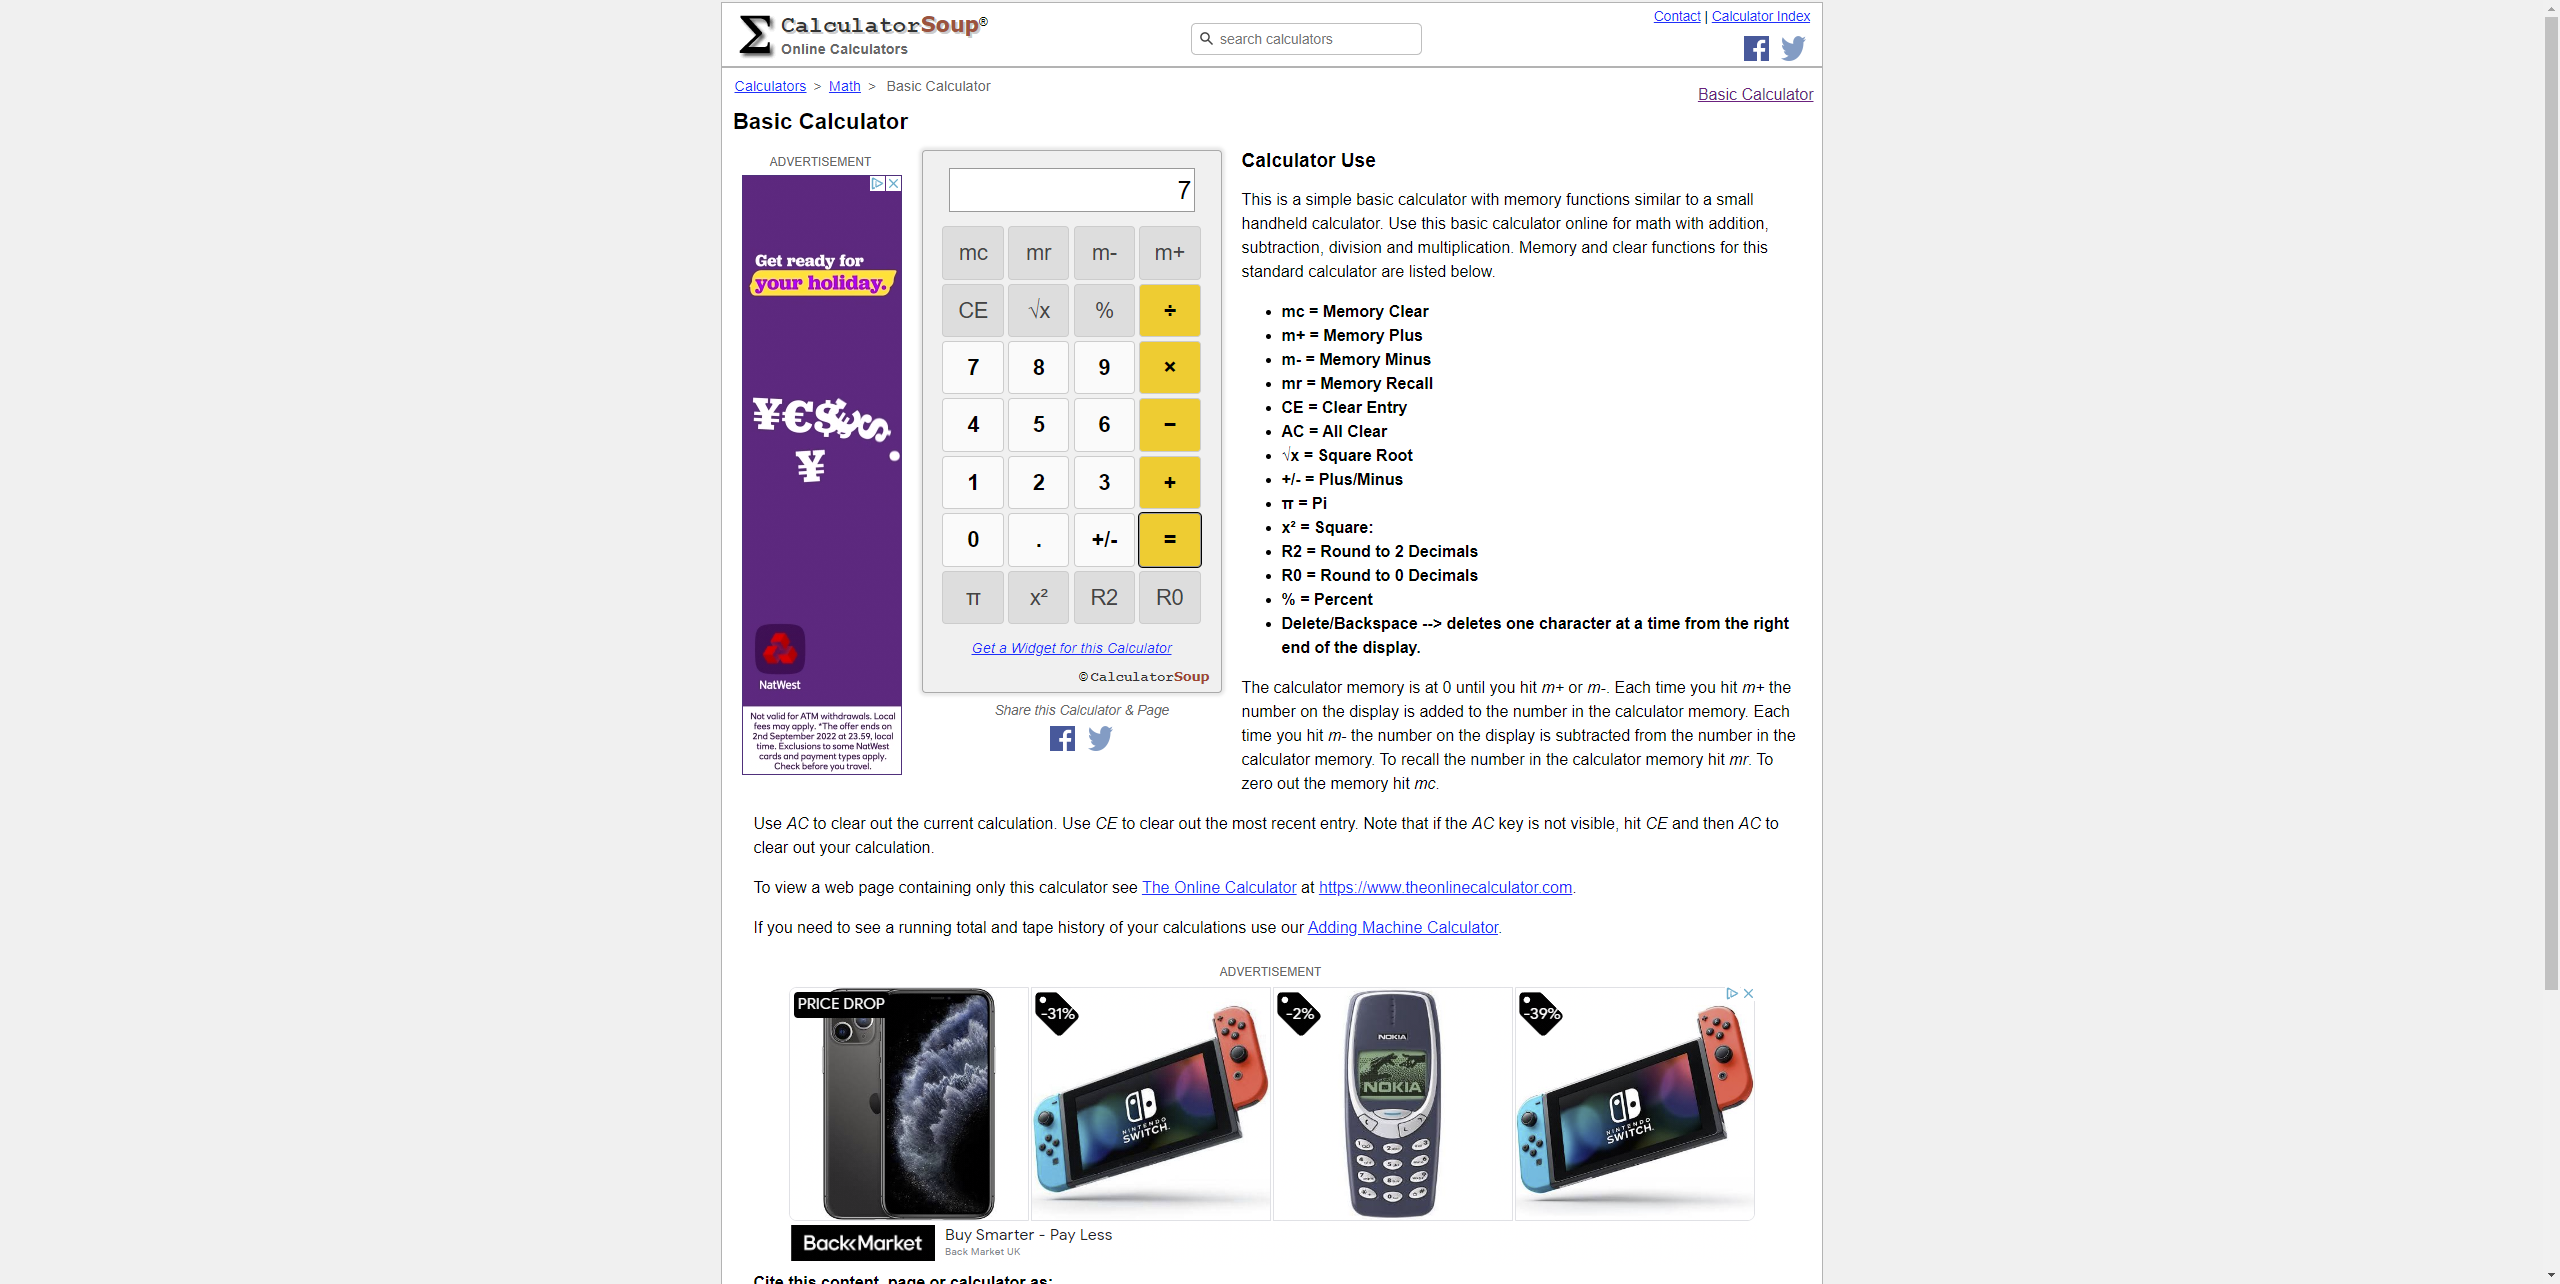 CalculatorSoup®
Online Calculators
search calculators
Contact | Calculator Index
Calculators > Math > Basic Calculator
Basic Calculator
Basic Calculator
ADVERTISEMENT
Get ready for
your holiday.
¥€$
¥
NatWest
Not valid for ATM withdrawals. Local
fees may apply. *The offer ends on
2nd September 2022 at 23.59, local
time. Exclusions to some NatWest
cards and payment types apply.
Check before you travel.
7
mc mr m- m+
CE √x % ÷
7 8 9 ×
4 5 6 −
1 2 3 +
0 . +/- =
π x² R2 R0
Get a Widget for this Calculator
©CalculatorSoup
Share this Calculator & Page
Calculator Use
This is a simple basic calculator with memory functions similar to a small
handheld calculator. Use this basic calculator online for math with addition,
subtraction, division and multiplication. Memory and clear functions for this
standard calculator are listed below.
• mc = Memory Clear
• m+ = Memory Plus
• m- = Memory Minus
• mr = Memory Recall
• CE = Clear Entry
• AC = All Clear
• √x = Square Root
• +/- = Plus/Minus
• π = Pi
• x² = Square:
• R2 = Round to 2 Decimals
• R0 = Round to 0 Decimals
• % = Percent
• Delete/Backspace --> deletes one character at a time from the right
end of the display.
The calculator memory is at 0 until you hit m+ or m-. Each time you hit m+ the
number on the display is added to the number in the calculator memory. Each
time you hit m- the number on the display is subtracted from the number in the
calculator memory. To recall the number in the calculator memory hit mr. To
zero out the memory hit mc.
Use AC to clear out the current calculation. Use CE to clear out the most recent entry. Note that if the AC key is not visible, hit CE and then AC to
clear out your calculation.
To view a web page containing only this calculator see The Online Calculator at https://www.theonlinecalculator.com.
If you need to see a running total and tape history of your calculations use our Adding Machine Calculator.
ADVERTISEMENT
PRICE DROP
-31%
NINTENDO
SWITCH.
-2%
NOKIA
NOKIA
-39%
NINTENDO
SWITCH.
Back Market
Buy Smarter - Pay Less
Back Market UK
Cite this content, page or calculator as: